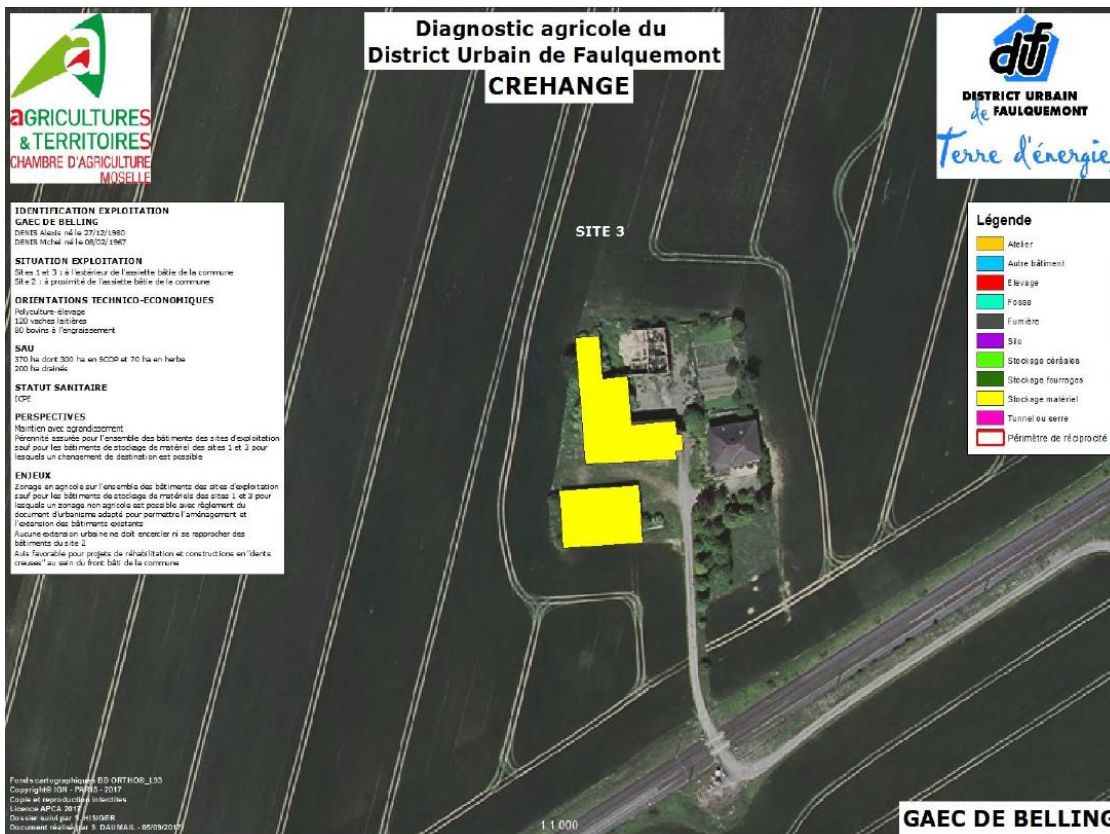 Diagnostic agricole du
District Urbain de Faulquemont
CREHANGE
aGRICULTURES
& TERRITOIRES
CHAMBRE D'AGRICULTURE
MOSELLE
duf
DISTRICT URBAIN
de FAULQUEMONT
Terre d'énergie
IDENTIFICATION EXPLOITATION
GAEC DE BELLING
DENIS Alexis né le 27/12/1980
DENIS Michel né le 08/02/1967
SITUATION EXPLOITATION
Sites 1 et 3 : à l'extérieur de l'assiette bâtie de la commune
Site 2 : à proximité de l'assiette bâtie de la commune
ORIENTATIONS TECHNICO-ECONOMIQUES
Polyculture-élevage
120 vaches laitières
80 bovins à l'engraissement
SAU
370 ha dont 300 ha en SCOP et 70 ha en herbe
200 ha drainés
STATUT SANITAIRE
ICPE
PERSPECTIVES
Maintien avec agrandissement
Pérennité assurée pour l'ensemble des bâtiments des sites d'exploitation
sauf pour les bâtiments de stockage de matériel des sites 1 et 3 pour
lesquels un changement de destination est possible
ENJEUX
Zonage en agricole sur l'ensemble des bâtiments des sites d'exploitation
sauf pour les bâtiments de stockage de matériels des sites 1 et 3 pour
lesquels un zonage non agricole est possible avec règlement du
document d'urbanisme adapté pour permettre l'aménagement et
l'extension des bâtiments existants
Aucune extension urbaine ne doit encercler ni se rapprocher des
bâtiments du site 2
Avis favorable pour projets de réhabilitation et constructions en "dents
creuses" au sein du front bâti de la commune
SITE 3
Légende
Atelier
Autre bâtiment
Elevage
Fosse
Fumière
Silo
Stockage céréales
Stockage fourrages
Stockage matériel
Tunnel ou serre
Périmètre de réciprocité
Fonds cartographiques BD ORTHO®_L93
Copyright© IGN - PARIS - 2017
Copie et reproduction interdites
Licence APCA 2017
Dossier suivi par S. HISIGER
Document réalisé par S. DAUMAIL - 05/09/2017
1:1 000
GAEC DE BELLING